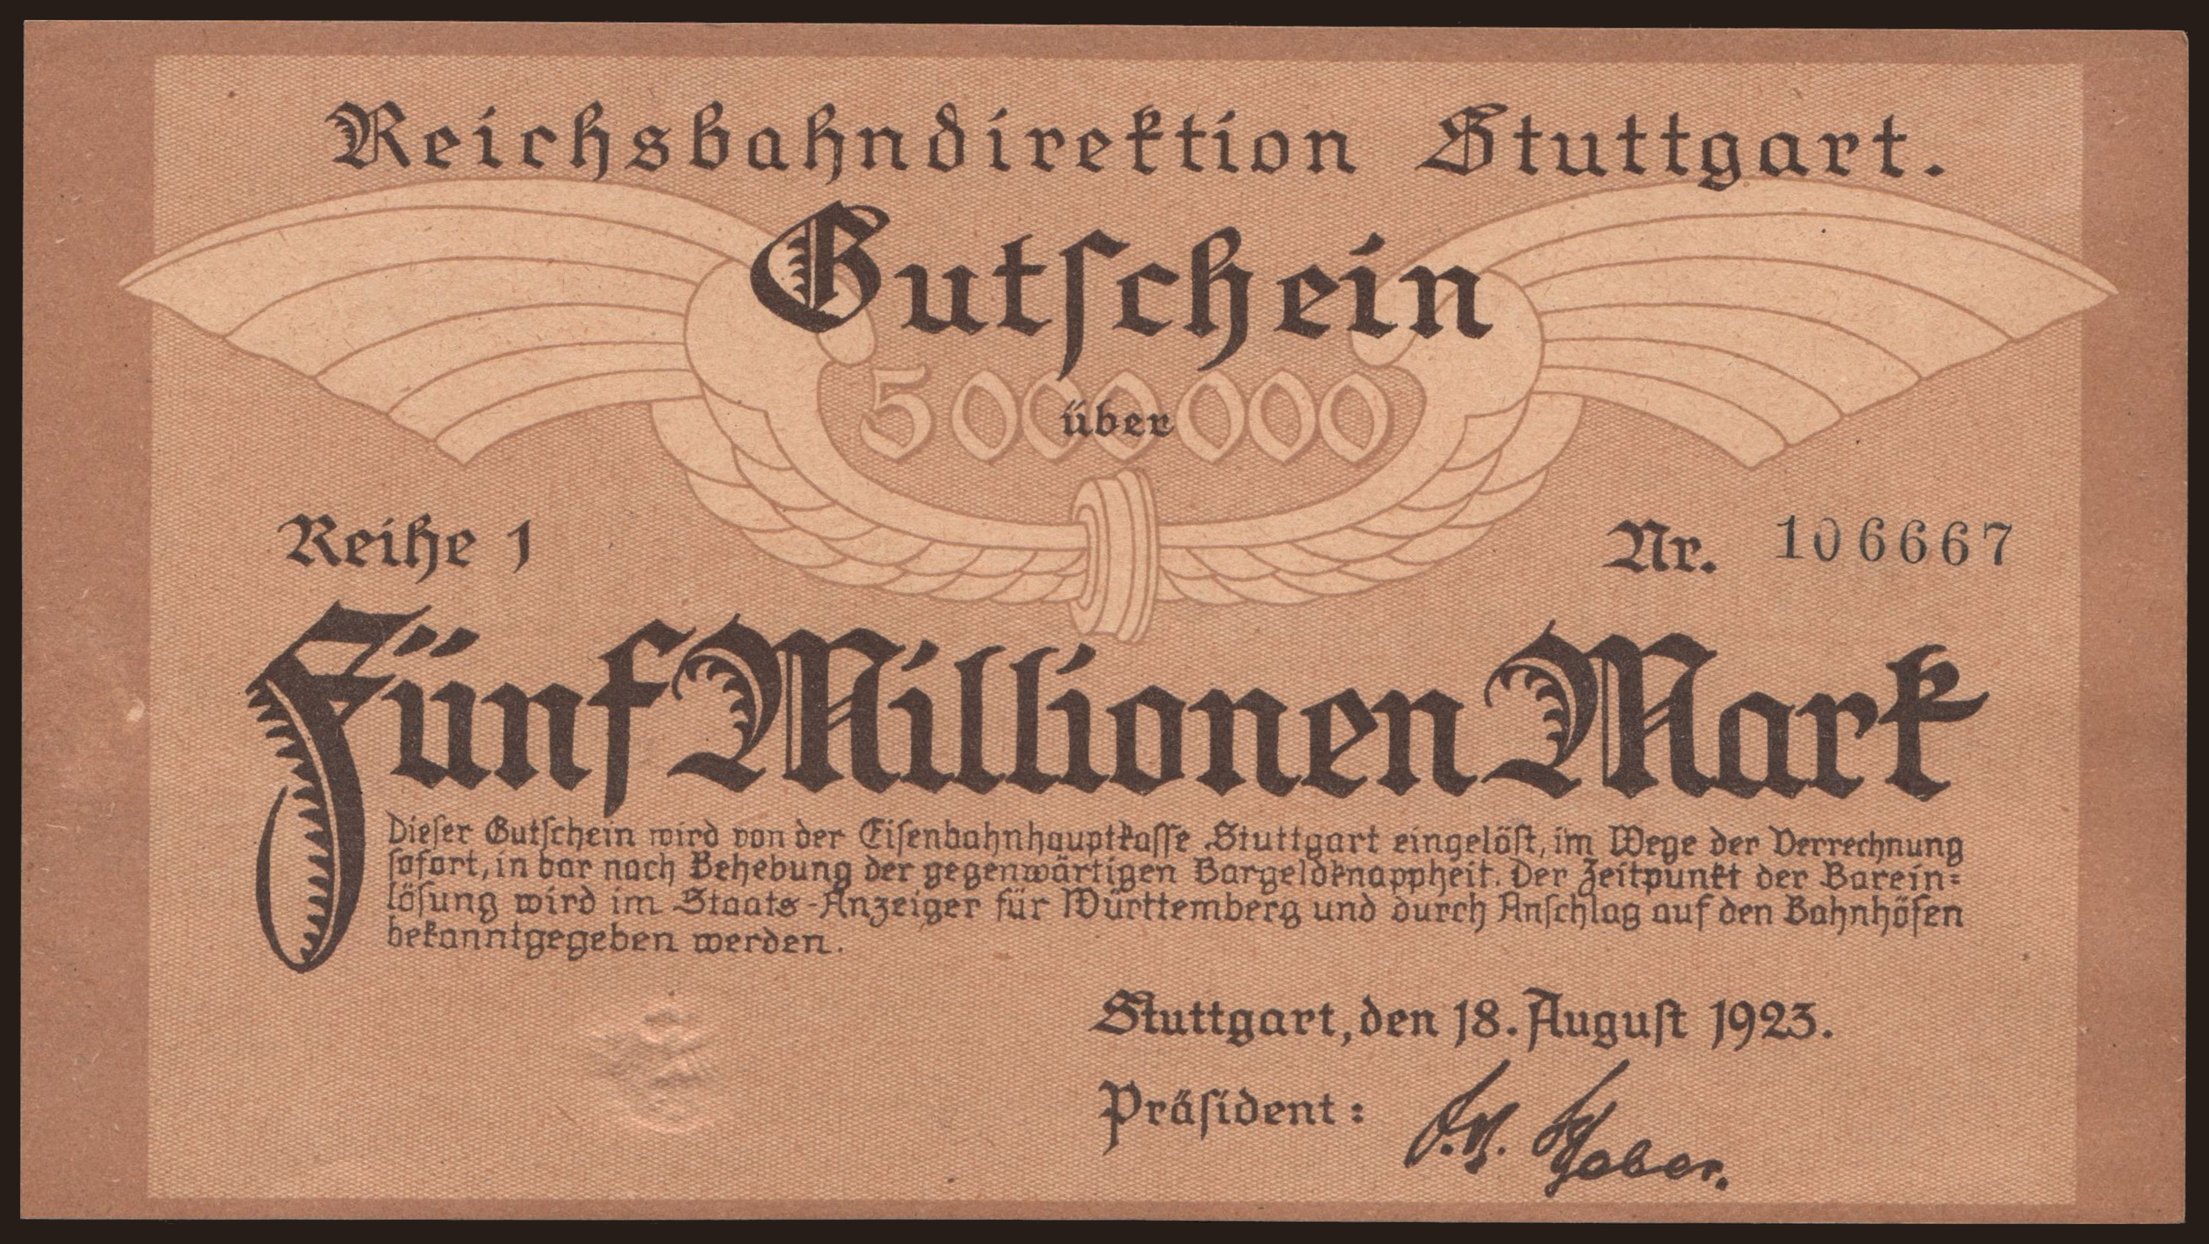 Reichsbahndirektion Stuttgart.
Gutschein
5000000
über
Reihe 1
Nr. 106667
Fünf Millionen Mark
Dieser Gutschein wird von der Eisenbahnhauptkasse Stuttgart eingelöst, im Wege der Verrechnung
sofort, in bar nach Behebung der gegenwärtigen Bargeldknappheit. Der Zeitpunkt der Barein=
lösung wird im Staats-Anzeiger für Württemberg und durch Anschlag auf den Bahnhöfen
bekanntgegeben werden.
Stuttgart, den 18. August 1923.
Präsident: